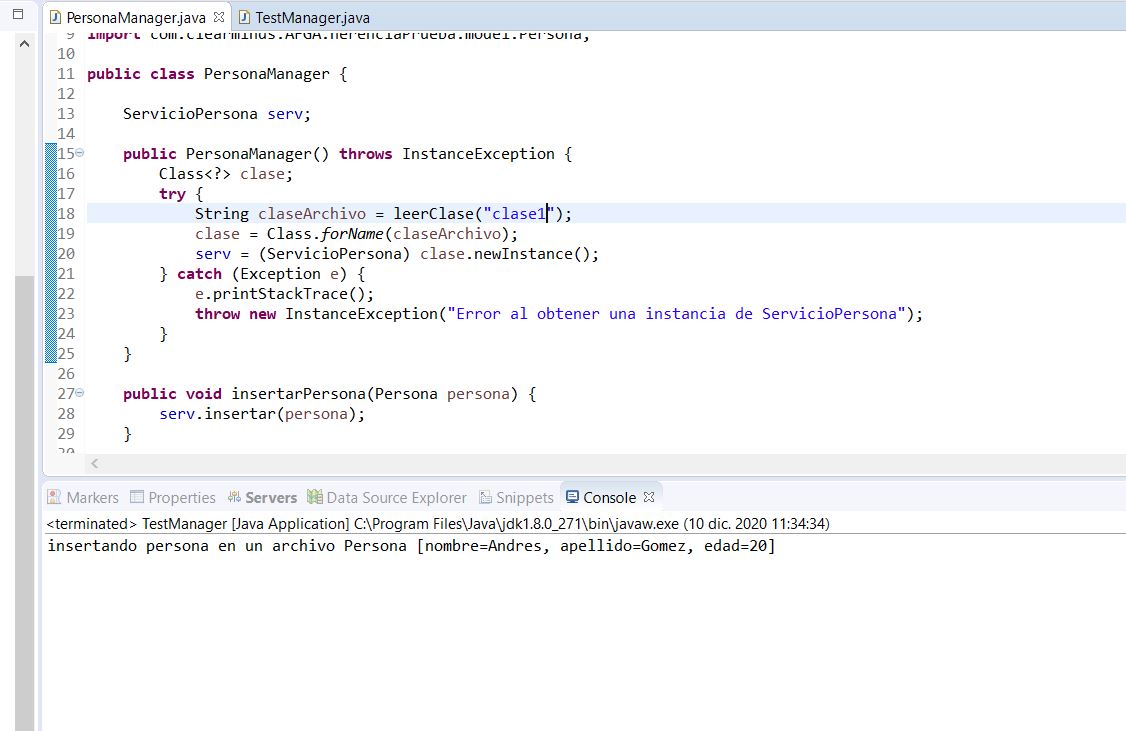 PersonaManager.java TestManager.java
9 import com.clearminus.AFGA.herenciaPrueba.model.Persona;
10
11 public class PersonaManager {
12
13 ServicioPersona serv;
14
15 public PersonaManager() throws InstanceException {
16 Class<?> clase;
17 try {
18 String claseArchivo = leerClase("clase1");
19 clase = Class.forName(claseArchivo);
20 serv = (ServicioPersona) clase.newInstance();
21 } catch (Exception e) {
22 e.printStackTrace();
23 throw new InstanceException("Error al obtener una instancia de ServicioPersona");
24 }
25 }
26
27 public void insertarPersona(Persona persona) {
28 serv.insertar(persona);
29 }
30
Markers Properties Servers Data Source Explorer Snippets Console
<terminated> TestManager [Java Application] C:\Program Files\Java\jdk1.8.0_271\bin\javaw.exe (10 dic. 2020 11:34:34)
insertando persona en un archivo Persona [nombre=Andres, apellido=Gomez, edad=20]